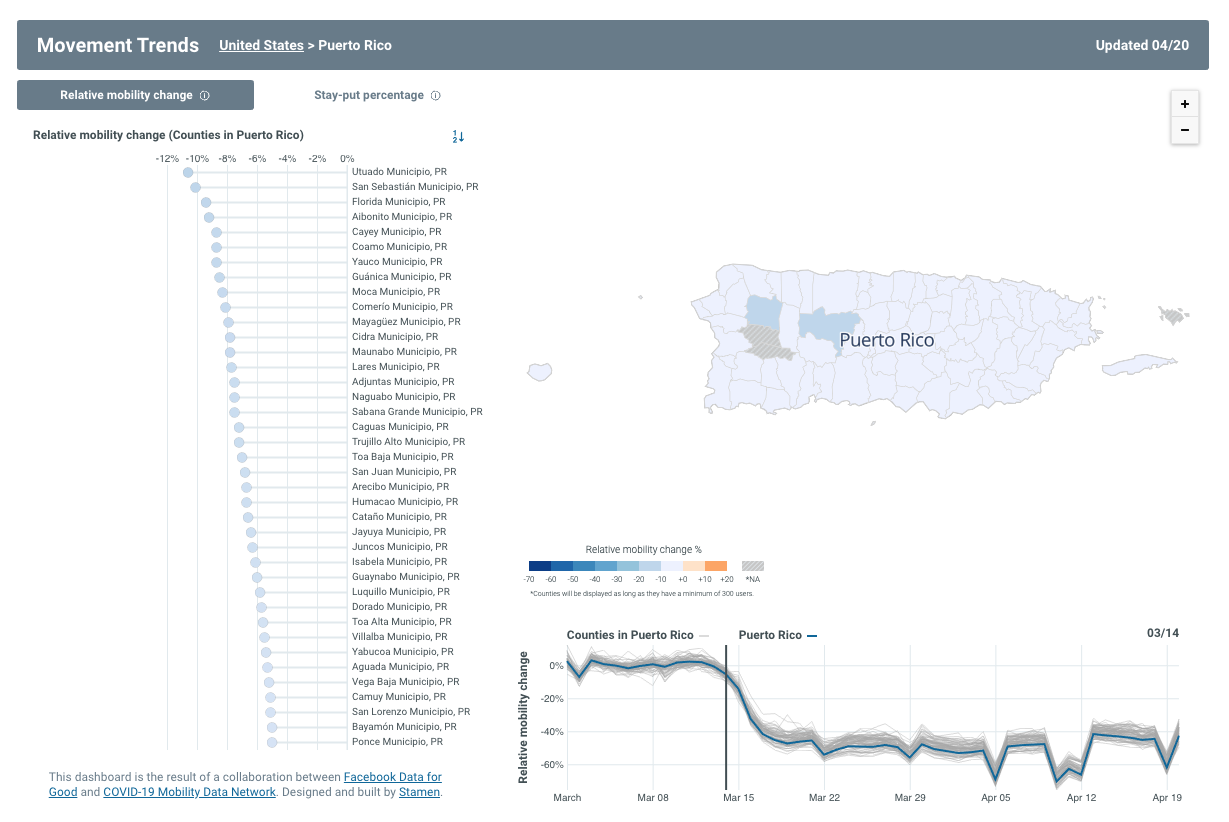 Movement Trends United States > Puerto Rico Updated 04/20
Relative mobility change ⓘ Stay-put percentage ⓘ
+
−
Relative mobility change (Counties in Puerto Rico) 1 2 ↓
-12% -10% -8% -6% -4% -2% 0%
Utuado Municipio, PR
San Sebastián Municipio, PR
Florida Municipio, PR
Aibonito Municipio, PR
Cayey Municipio, PR
Coamo Municipio, PR
Yauco Municipio, PR
Guánica Municipio, PR
Moca Municipio, PR
Comerío Municipio, PR
Mayagüez Municipio, PR
Cidra Municipio, PR
Maunabo Municipio, PR
Lares Municipio, PR
Adjuntas Municipio, PR
Naguabo Municipio, PR
Sabana Grande Municipio, PR
Caguas Municipio, PR
Trujillo Alto Municipio, PR
Toa Baja Municipio, PR
San Juan Municipio, PR
Arecibo Municipio, PR
Humacao Municipio, PR
Cataño Municipio, PR
Jayuya Municipio, PR
Juncos Municipio, PR
Isabela Municipio, PR
Guaynabo Municipio, PR
Luquillo Municipio, PR
Dorado Municipio, PR
Toa Alta Municipio, PR
Villalba Municipio, PR
Yabucoa Municipio, PR
Aguada Municipio, PR
Vega Baja Municipio, PR
Camuy Municipio, PR
San Lorenzo Municipio, PR
Bayamón Municipio, PR
Ponce Municipio, PR
This dashboard is the result of a collaboration between Facebook Data for
Good and COVID-19 Mobility Data Network. Designed and built by Stamen.
Puerto Rico
Relative mobility change %
-70 -60 -50 -40 -30 -20 -10 +0 +10 +20 *NA
*Counties will be displayed as long as they have a minimum of 300 users.
Counties in Puerto Rico Puerto Rico 03/14
Relative mobility change
0%
-20%
-40%
-60%
March Mar 08 Mar 15 Mar 22 Mar 29 Apr 05 Apr 12 Apr 19